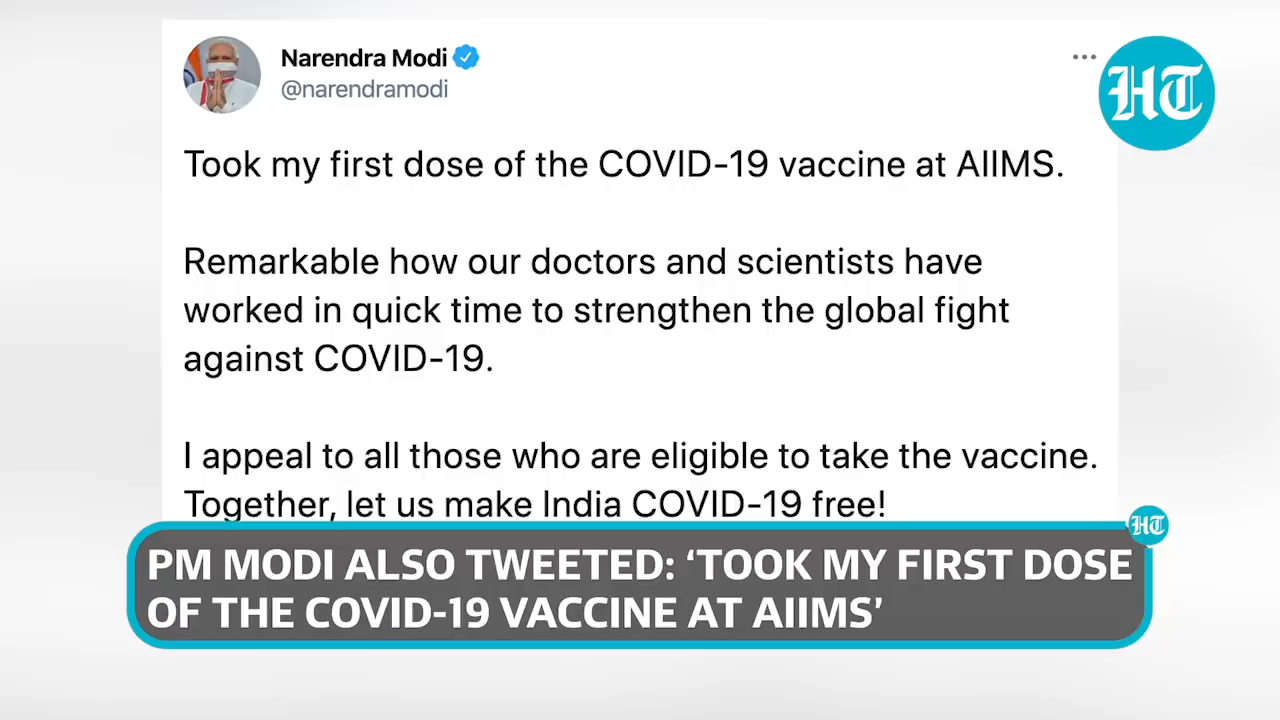 Narendra Modi
@narendramodi
HT
Took my first dose of the COVID-19 vaccine at AIIMS.
Remarkable how our doctors and scientists have
worked in quick time to strengthen the global fight
against COVID-19.
I appeal to all those who are eligible to take the vaccine.
Together, let us make India COVID-19 free!
HT
PM MODI ALSO TWEETED: ‘TOOK MY FIRST DOSE
OF THE COVID-19 VACCINE AT AIIMS’